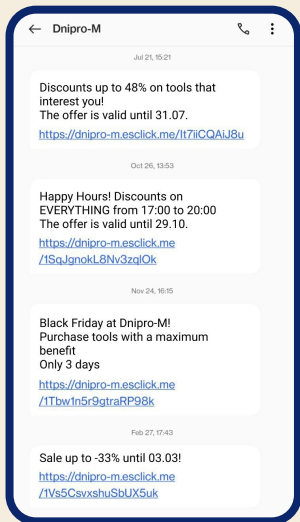 Dnipro-M
Jul 21, 15:21
Discounts up to 48% on tools that
interest you!
The offer is valid until 31.07.
https://dnipro-m.esclick.me/It7iiCQAiJ8u
Oct 26, 13:53
Happy Hours! Discounts on
EVERYTHING from 17:00 to 20:00
The offer is valid until 29.10.
https://dnipro-m.esclick.me
/1SqJgnokL8Nv3zqlOk
Nov 24, 16:15
Black Friday at Dnipro-M!
Purchase tools with a maximum
benefit
Only 3 days
https://dnipro-m.esclick.me
/1Tbw1n5r9gtraRP98k
Feb 27, 17:43
Sale up to -33% until 03.03!
https://dnipro-m.esclick.me
/1Vs5CsvxshuSbUX5uk